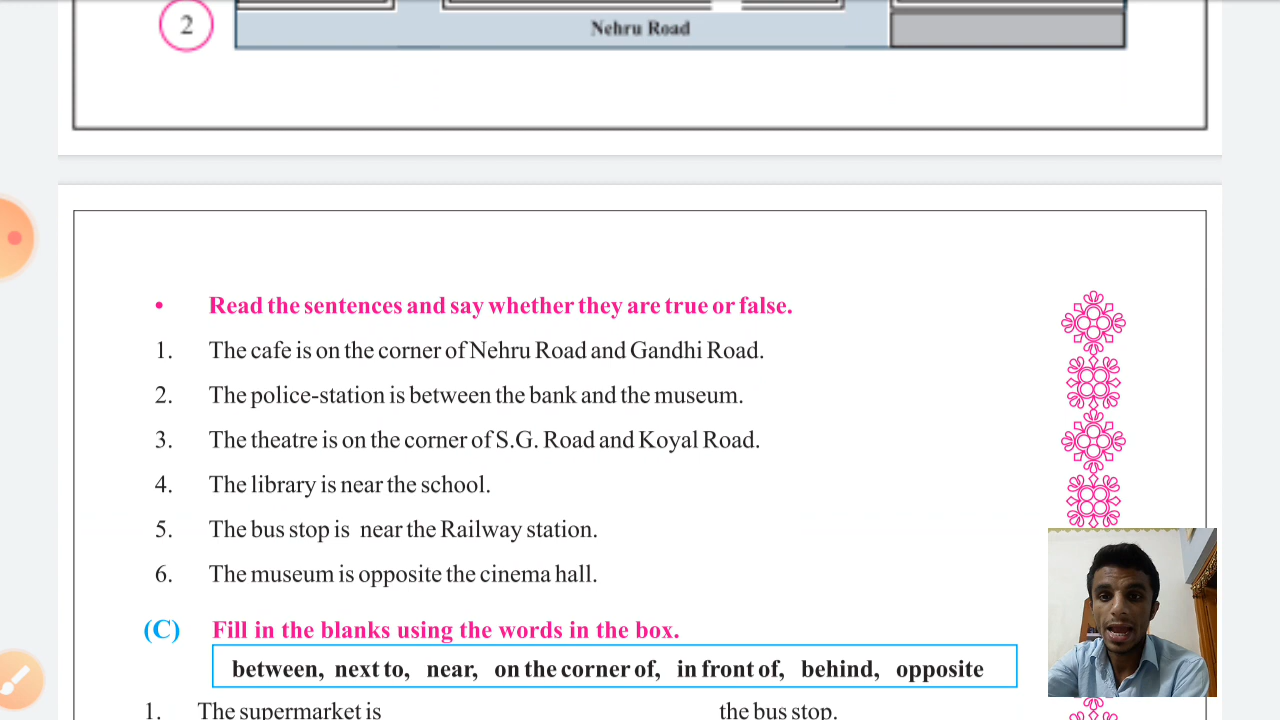 2
Nehru Road
• Read the sentences and say whether they are true or false.
1. The cafe is on the corner of Nehru Road and Gandhi Road.
2. The police-station is between the bank and the museum.
3. The theatre is on the corner of S.G. Road and Koyal Road.
4. The library is near the school.
5. The bus stop is near the Railway station.
6. The museum is opposite the cinema hall.
(C) Fill in the blanks using the words in the box.
between, next to, near, on the corner of, in front of, behind, opposite
1. The supermarket is the bus stop.